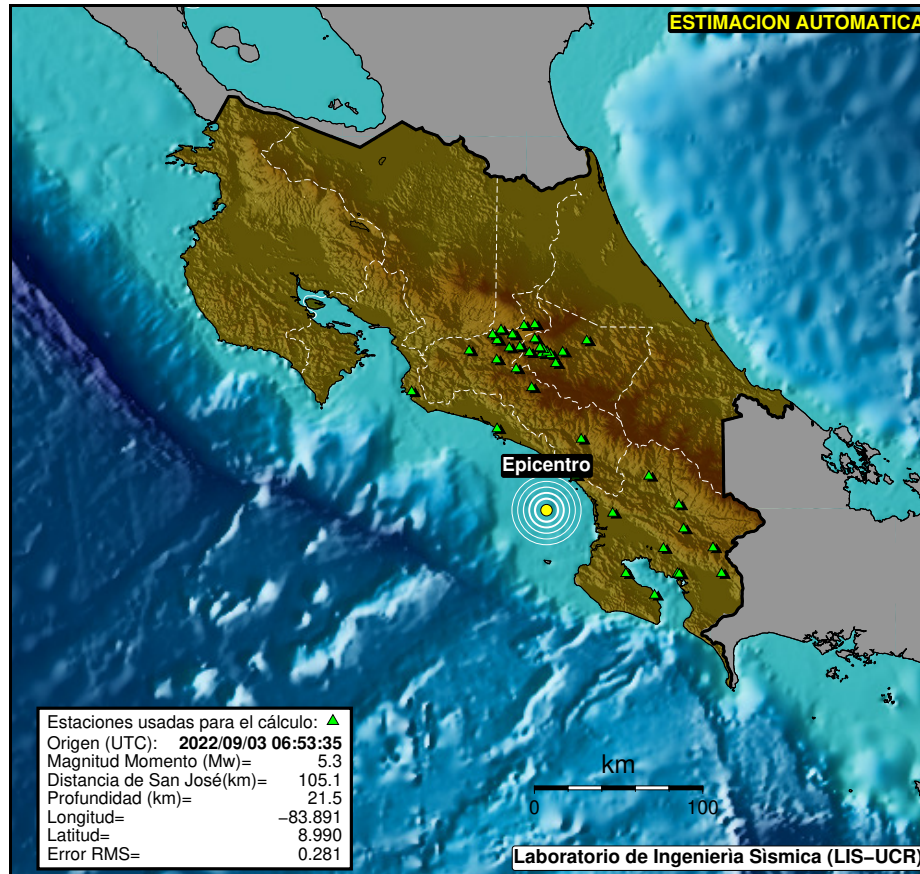 ESTIMACION AUTOMATICA
Epicentro
Estaciones usadas para el cálculo:
Origen (UTC): 2022/09/03 06:53:35
Magnitud Momento (Mw)= 5.3
Distancia de San José(km)= 105.1
Profundidad (km)= 21.5
Longitud= −83.891
Latitud= 8.990
Error RMS= 0.281
km
0 100
Laboratorio de Ingenierìa Sìsmica (LIS−UCR)